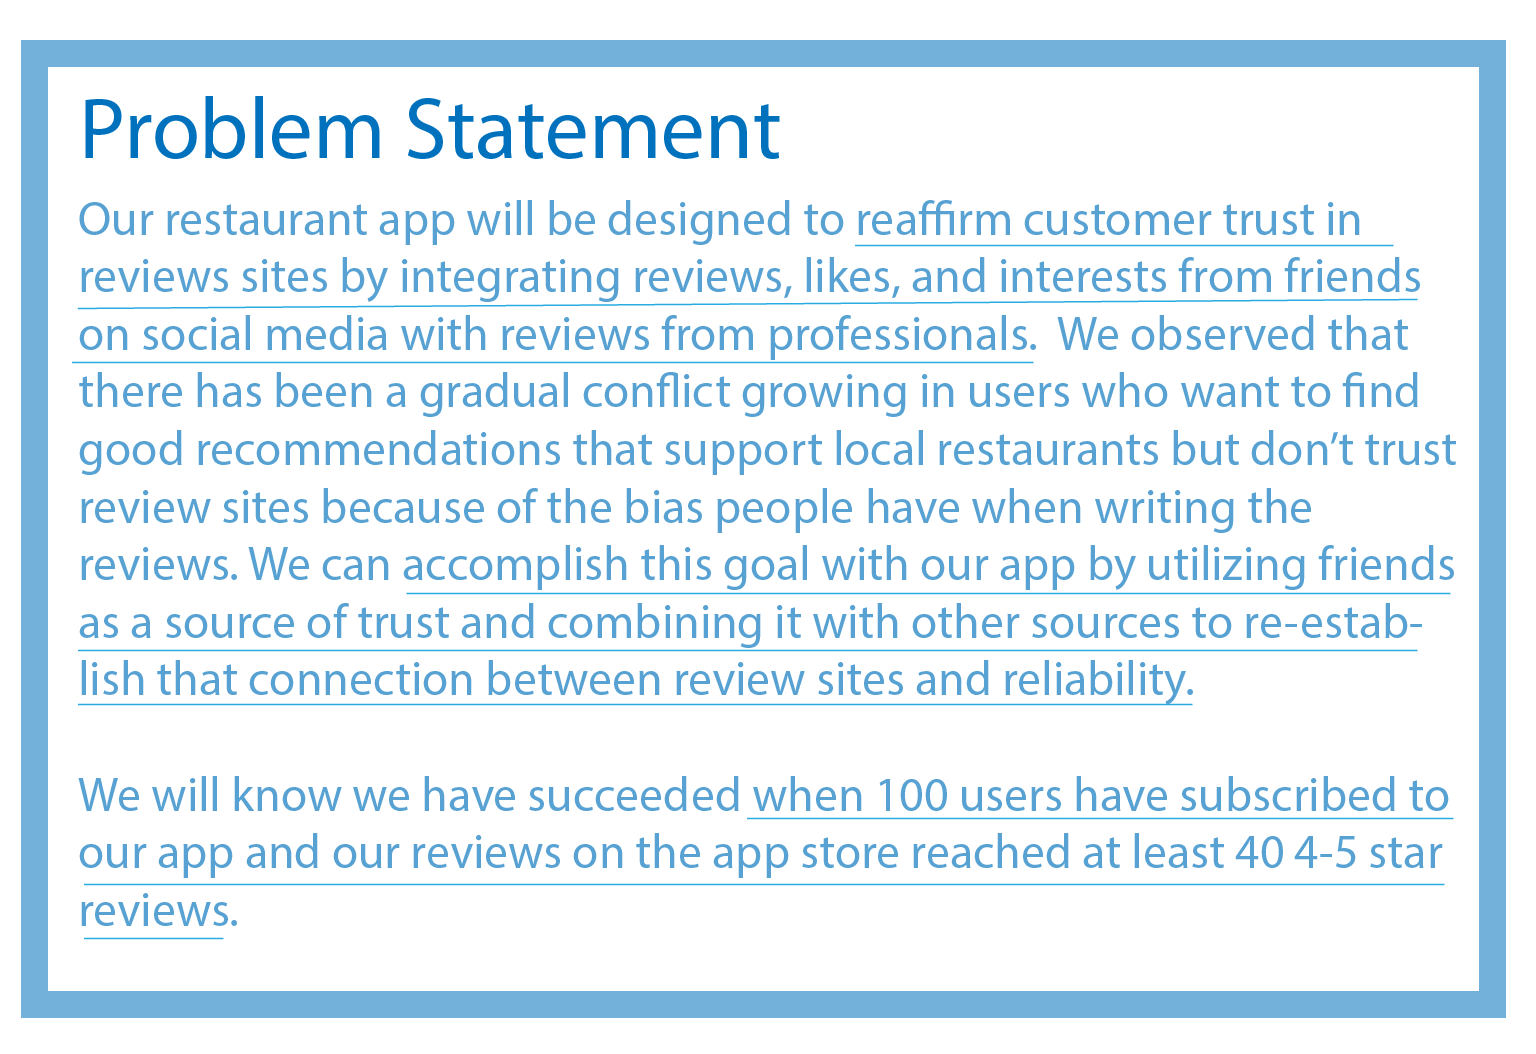 Problem Statement
Our restaurant app will be designed to reaffirm customer trust in
reviews sites by integrating reviews, likes, and interests from friends
on social media with reviews from professionals.  We observed that
there has been a gradual conflict growing in users who want to find
good recommendations that support local restaurants but don’t trust
review sites because of the bias people have when writing the
reviews. We can accomplish this goal with our app by utilizing friends
as a source of trust and combining it with other sources to re-estab-
lish that connection between review sites and reliability.
We will know we have succeeded when 100 users have subscribed to
our app and our reviews on the app store reached at least 40 4-5 star
reviews.